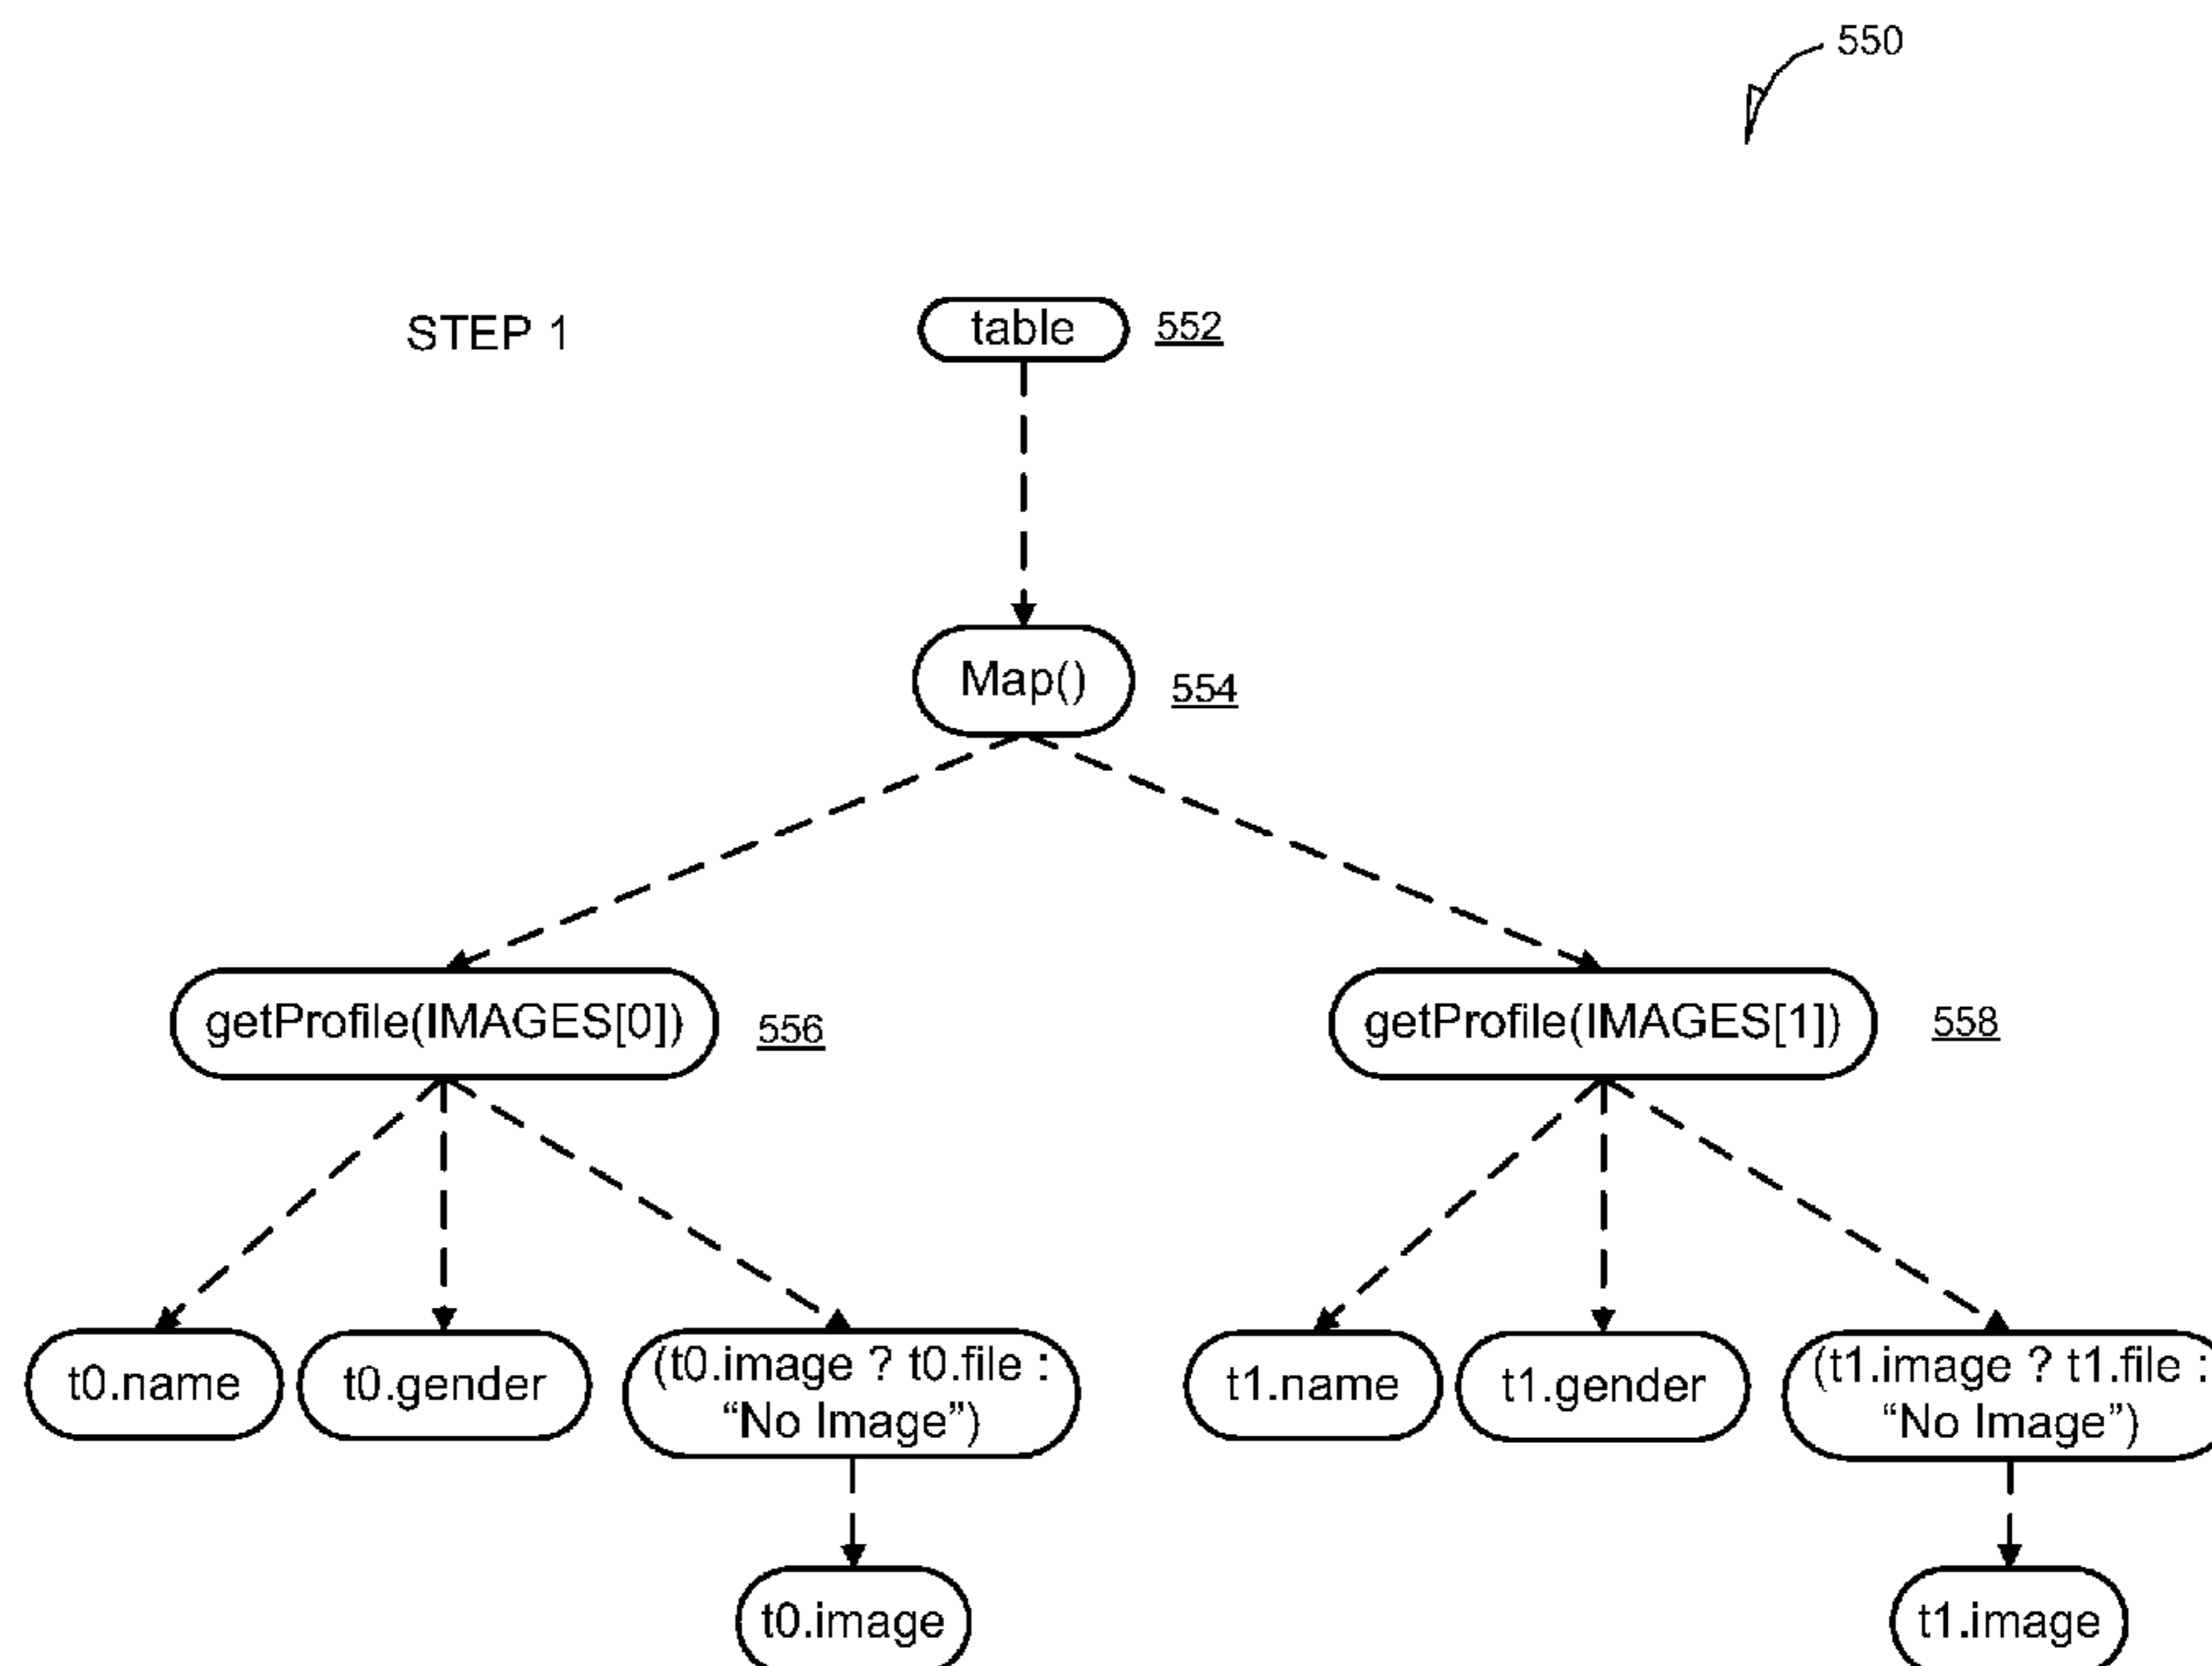 550
STEP 1
table 552
Map() 554
getProfile(IMAGES[0]) 556
getProfile(IMAGES[1]) 558
t0.name
t0.gender
(t0.image ? t0.file :
“No Image”)
t1.name
t1.gender
(t1.image ? t1.file :
“No Image”)
t0.image
t1.image